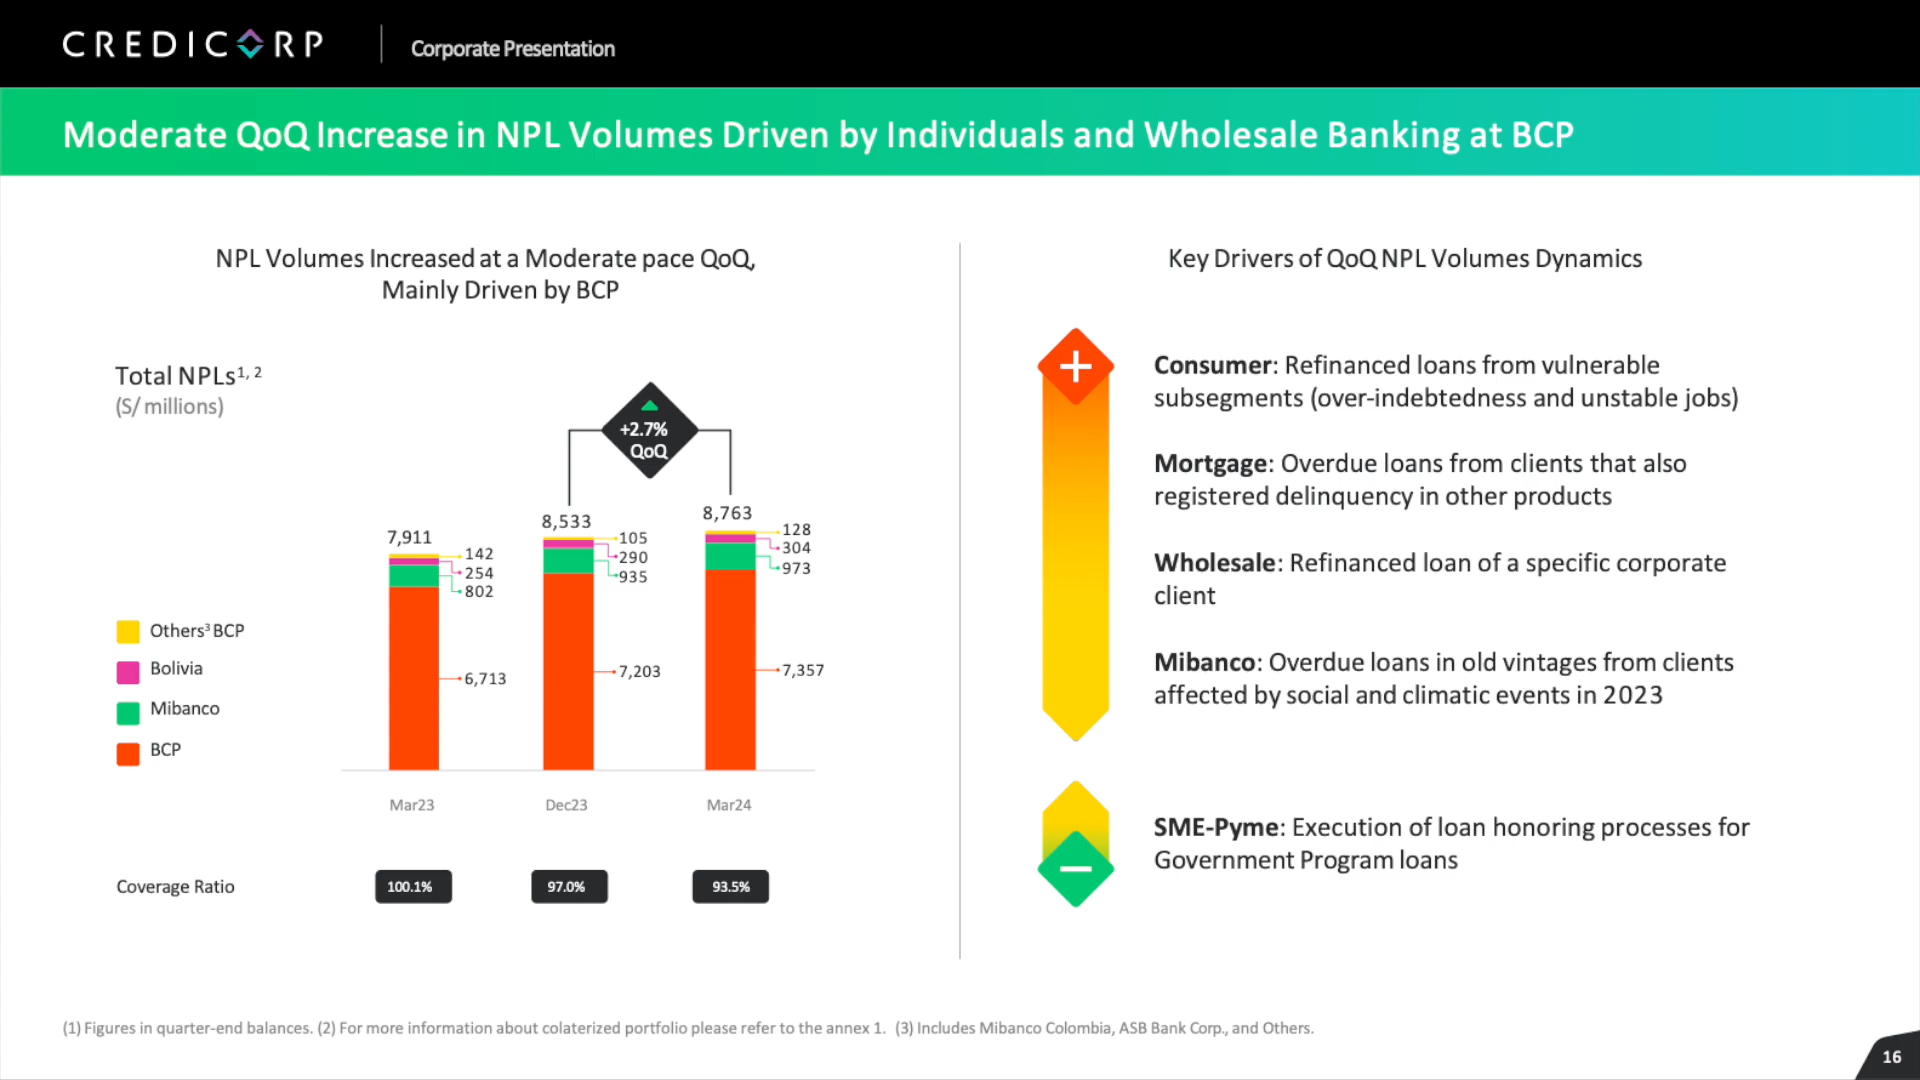 CREDICORP
Corporate Presentation
Moderate QoQ Increase in NPL Volumes Driven by Individuals and Wholesale Banking at BCP
NPL Volumes Increased at a Moderate pace QoQ,
Mainly Driven by BCP
Total NPLs1, 2
(S/ millions)
+2.7%
QoQ
7,911
142
254
802
6,713
8,533
105
290
935
7,203
8,763
128
304
973
7,357
Others3 BCP
Bolivia
Mibanco
BCP
Mar23
Dec23
Mar24
Coverage Ratio
100.1%
97.0%
93.5%
Key Drivers of QoQ NPL Volumes Dynamics
Consumer: Refinanced loans from vulnerable
subsegments (over-indebtedness and unstable jobs)
Mortgage: Overdue loans from clients that also
registered delinquency in other products
Wholesale: Refinanced loan of a specific corporate
client
Mibanco: Overdue loans in old vintages from clients
affected by social and climatic events in 2023
SME-Pyme: Execution of loan honoring processes for
Government Program loans
(1) Figures in quarter-end balances. (2) For more information about colaterized portfolio please refer to the annex 1. (3) Includes Mibanco Colombia, ASB Bank Corp., and Others.
16